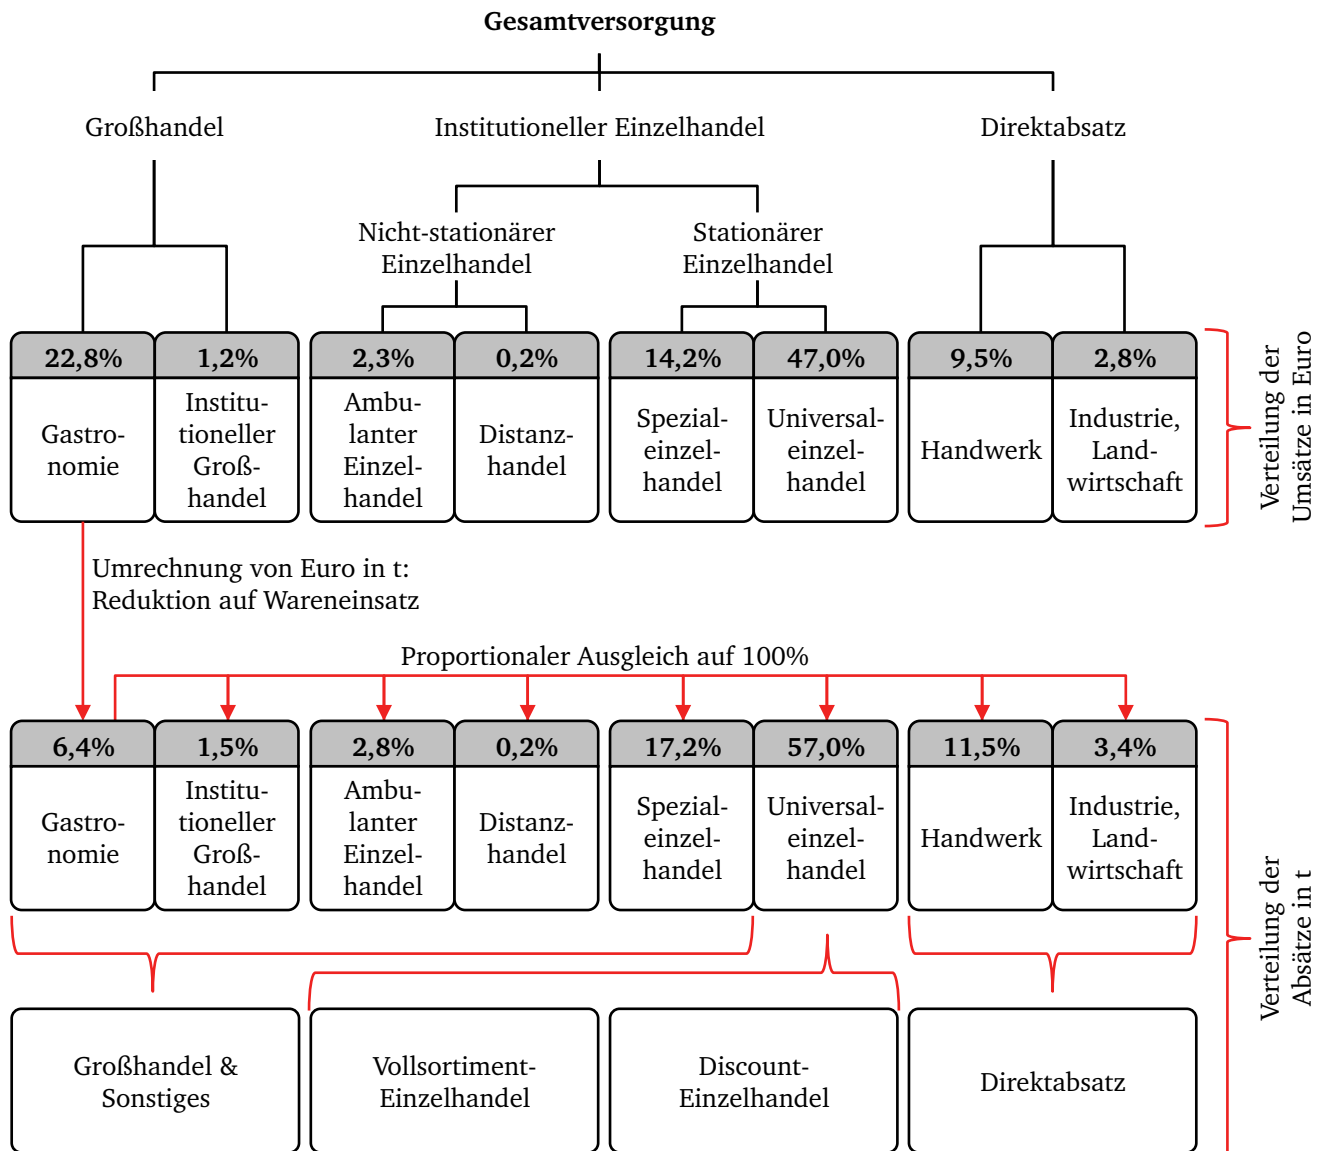 Gesamtversorgung
Großhandel
Institutioneller Einzelhandel
Direktabsatz
Nicht-stationärer
Einzelhandel
Stationärer
Einzelhandel
22,8%
Gastro-
nomie
1,2%
Institu-
tioneller
Groß-
handel
2,3%
Ambu-
lanter
Einzel-
handel
0,2%
Distanz-
handel
14,2%
Spezial-
einzel-
handel
47,0%
Universal-
einzel-
handel
9,5%
Handwerk
2,8%
Industrie,
Land-
wirtschaft
Verteilung der
Umsätze in Euro
Umrechnung von Euro in t:
Reduktion auf Wareneinsatz
Proportionaler Ausgleich auf 100%
6,4%
Gastro-
nomie
1,5%
Institu-
tioneller
Groß-
handel
2,8%
Ambu-
lanter
Einzel-
handel
0,2%
Distanz-
handel
17,2%
Spezial-
einzel-
handel
57,0%
Universal-
einzel-
handel
11,5%
Handwerk
3,4%
Industrie,
Land-
wirtschaft
Verteilung der
Absätze in t
Großhandel &
Sonstiges
Vollsortiment-
Einzelhandel
Discount-
Einzelhandel
Direktabsatz